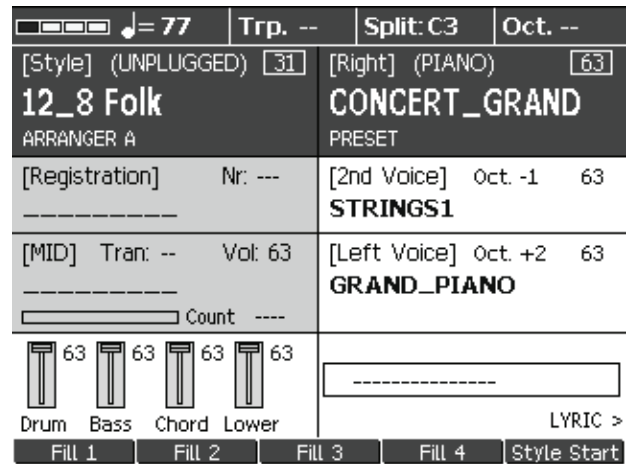 ♩= 77 Trp. -- Split: C3 Oct. --
[Style] (UNPLUGGED) 31
12_8 Folk
ARRANGER A
[Right] (PIANO) 63
CONCERT_GRAND
PRESET
[Registration] Nr: ---
_________
[2nd Voice] Oct. -1 63
STRINGS1
[MID] Tran: -- Vol: 63
_________
Count ----
[Left Voice] Oct. +2 63
GRAND_PIANO
63 63 63 63
Drum Bass Chord Lower
---------------
LYRIC >
Fill 1 Fill 2 Fill 3 Fill 4 Style Start